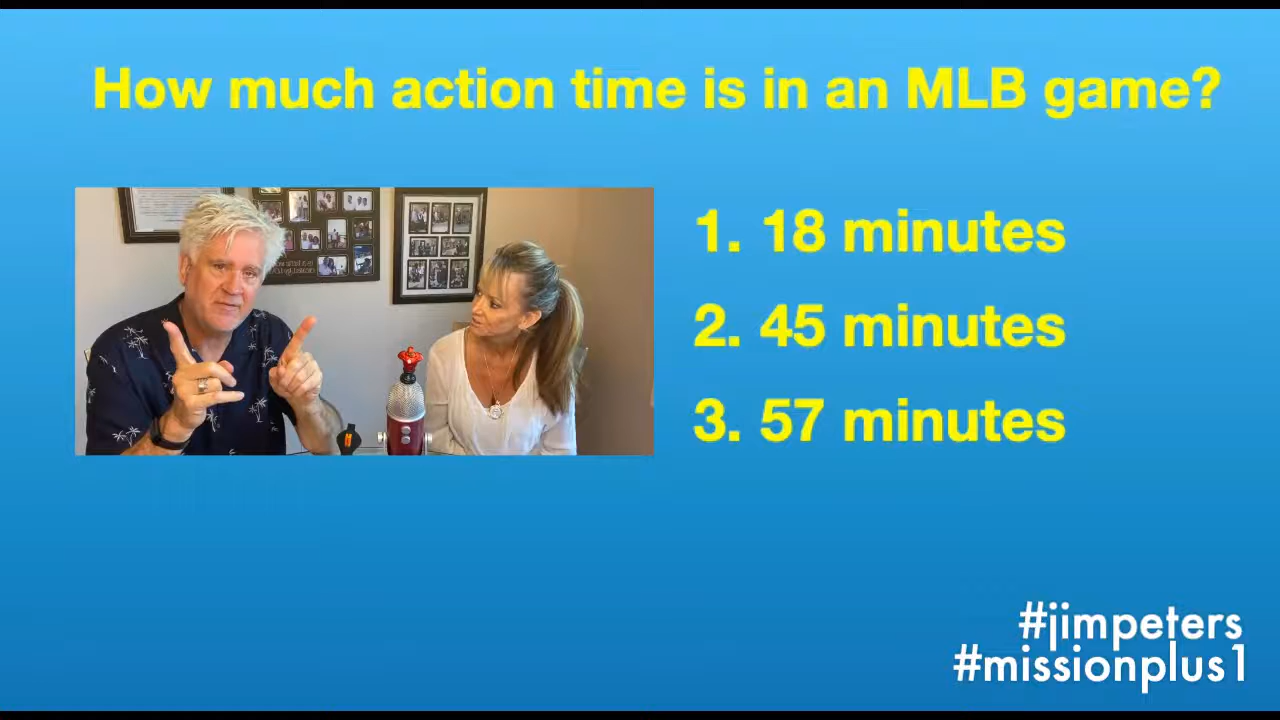 How much action time is in an MLB game?
1. 18 minutes
2. 45 minutes
3. 57 minutes
#jimpeters
#missionplus1